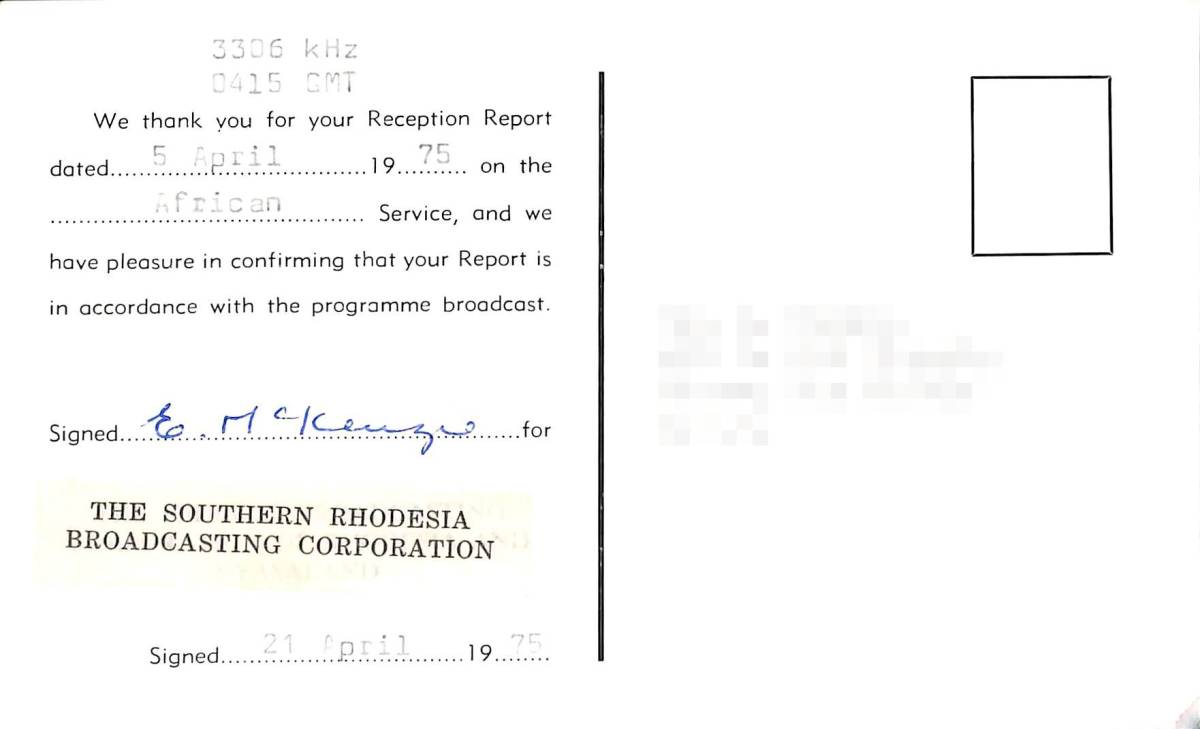 3306 kHz
0415 GMT
We thank you for your Reception Report
dated....5 April....19..75.. on the
....African.... Service, and we
have pleasure in confirming that your Report is
in accordance with the programme broadcast.
Signed....E. McKenzie....for
THE SOUTHERN RHODESIA
BROADCASTING CORPORATION
Signed....21 April....19..75..